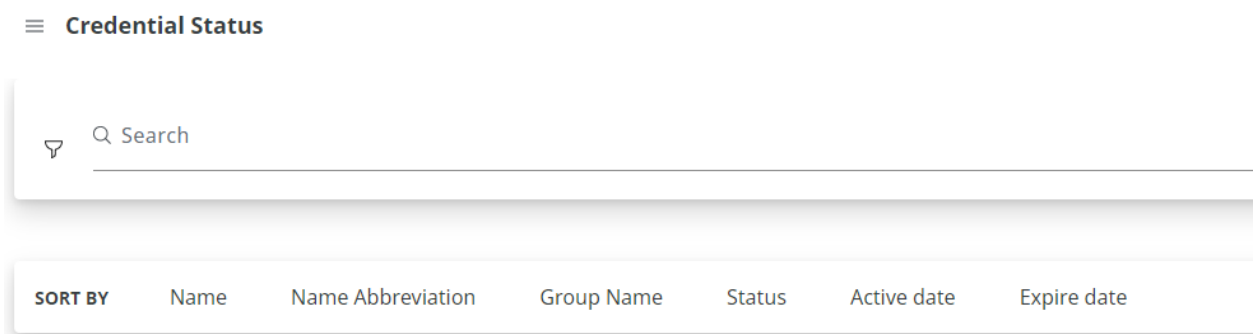 Credential Status
Search
SORT BY Name Name Abbreviation Group Name Status Active date Expire date